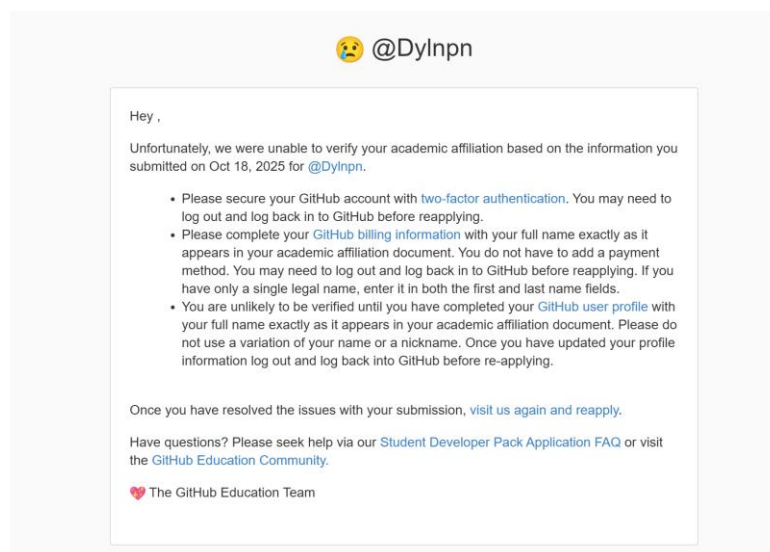 😢 @Dylnpn
Hey ,
Unfortunately, we were unable to verify your academic affiliation based on the information you
submitted on Oct 18, 2025 for @Dylnpn.
• Please secure your GitHub account with two-factor authentication. You may need to
log out and log back in to GitHub before reapplying.
• Please complete your GitHub billing information with your full name exactly as it
appears in your academic affiliation document. You do not have to add a payment
method. You may need to log out and log back in to GitHub before reapplying. If you
have only a single legal name, enter it in both the first and last name fields.
• You are unlikely to be verified until you have completed your GitHub user profile with
your full name exactly as it appears in your academic affiliation document. Please do
not use a variation of your name or a nickname. Once you have updated your profile
information log out and log back into GitHub before re-applying.
Once you have resolved the issues with your submission, visit us again and reapply.
Have questions? Please seek help via our Student Developer Pack Application FAQ or visit
the GitHub Education Community.
💖 The GitHub Education Team